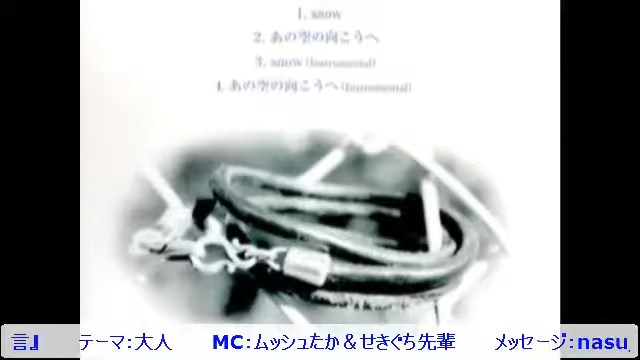 1. snow
2. あの空の向こうへ
3. snow (Instrumental)
4. あの空の向こうへ (Instrumental)
言』 テーマ：大人 MC：ムッシュたか＆せきぐち先輩 メッセージ：nasu